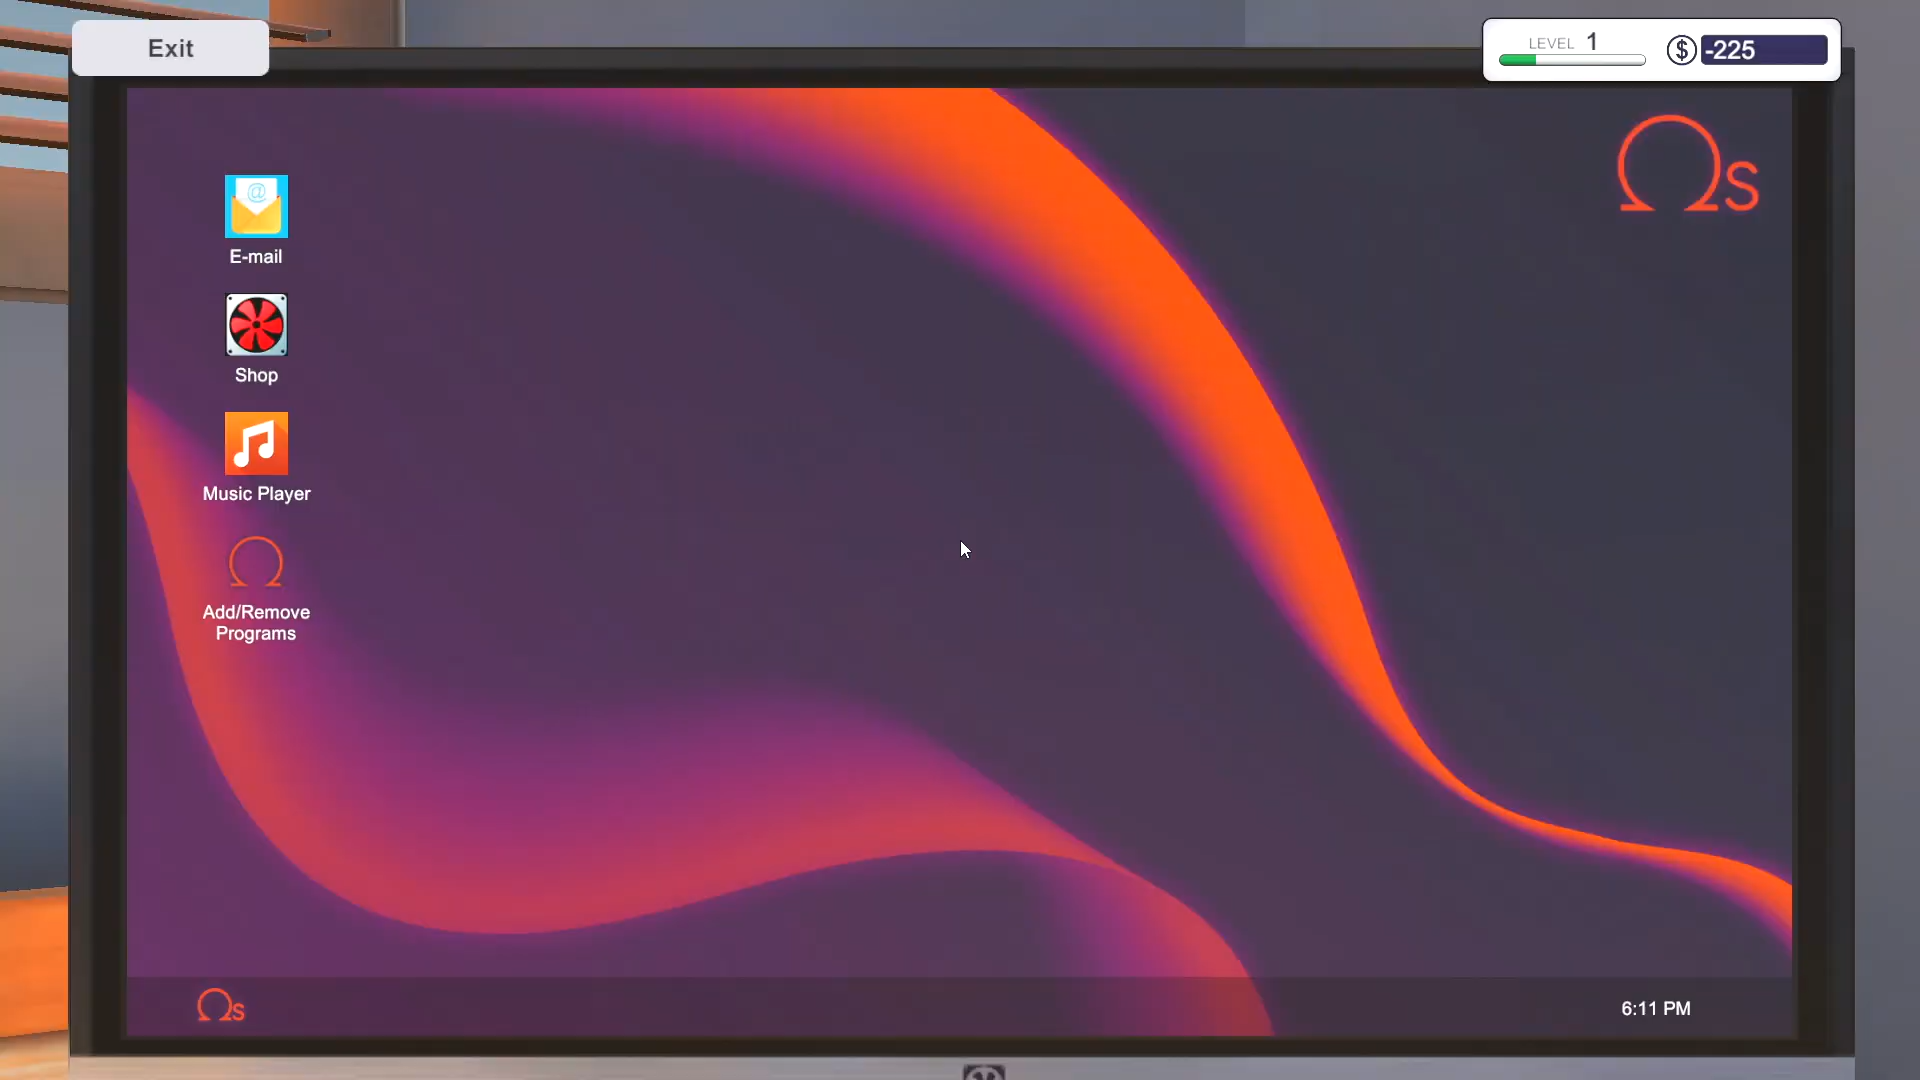 Exit
LEVEL 1
$ -225
Ωs
E-mail
Shop
Music Player
Add/Remove
Programs
Ωs
6:11 PM